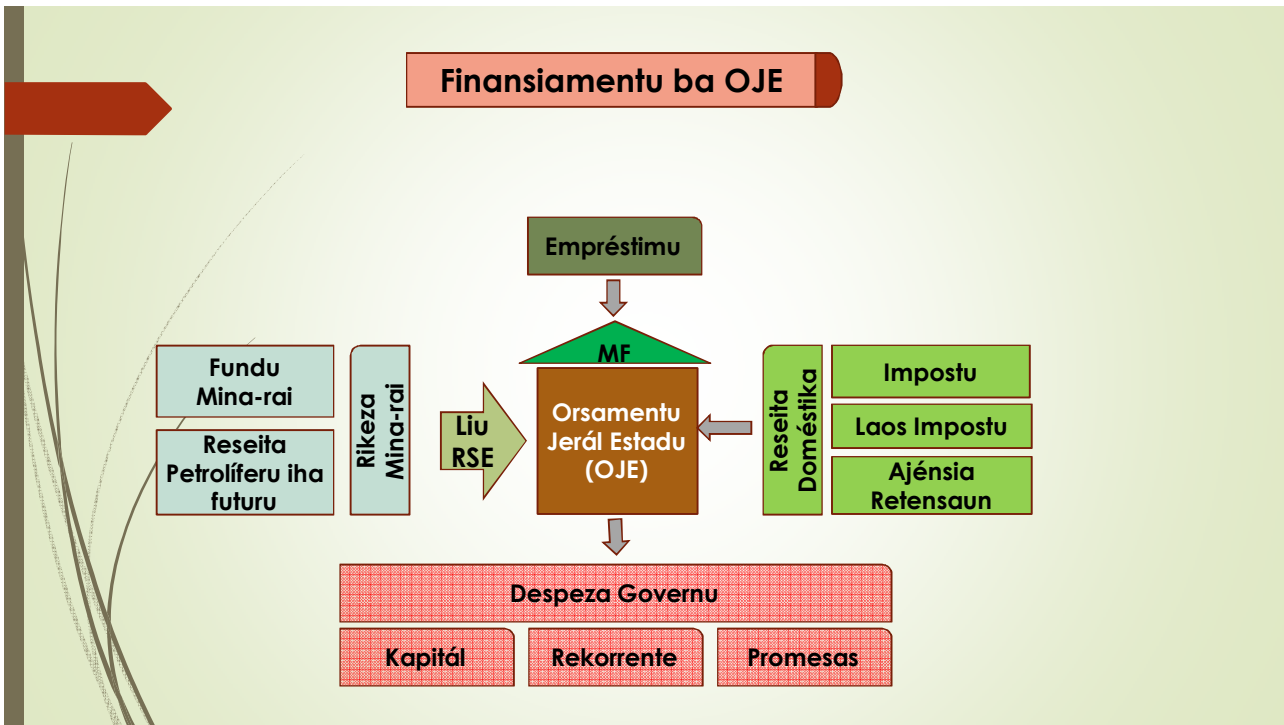 Finansiamentu ba OJE
Empréstimu
MF
Fundu
Mina-rai
Reseita
Petrolíferu iha
futuru
Rikeza
Mina-rai
Liu
RSE
Orsamentu
Jerál Estadu
(OJE)
Reseita
Doméstika
Impostu
Laos Impostu
Ajénsia
Retensaun
Despeza Governu
Kapitál
Rekorrente
Promesas